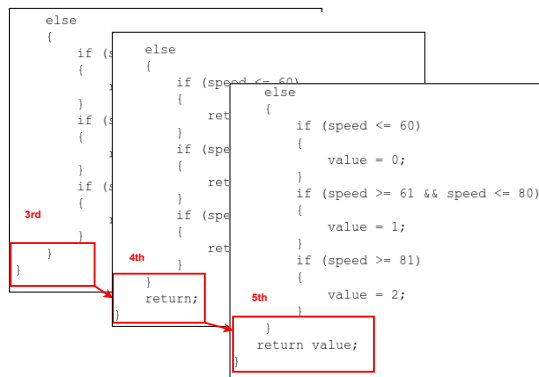 else
{
if (s
{
}
if (s
{
}
if (s
{
}
3rd
}
}
else
{
if (speed <= 60)
{
ret
}
if (spe
{
ret
}
if (spe
{
ret
}
4th
}
return;
}
else
{
if (speed <= 60)
{
value = 0;
}
if (speed >= 61 && speed <= 80)
{
value = 1;
}
if (speed >= 81)
{
value = 2;
}
5th
}
return value;
}